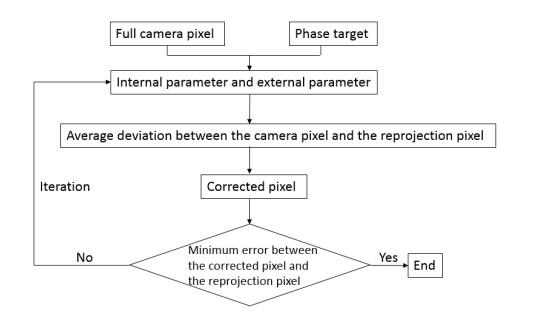 Full camera pixel
Phase target
Internal parameter and external parameter
Average deviation between the camera pixel and the reprojection pixel
Iteration
Corrected pixel
No
Minimum error between
the corrected pixel and
the reprojection pixel
Yes
End